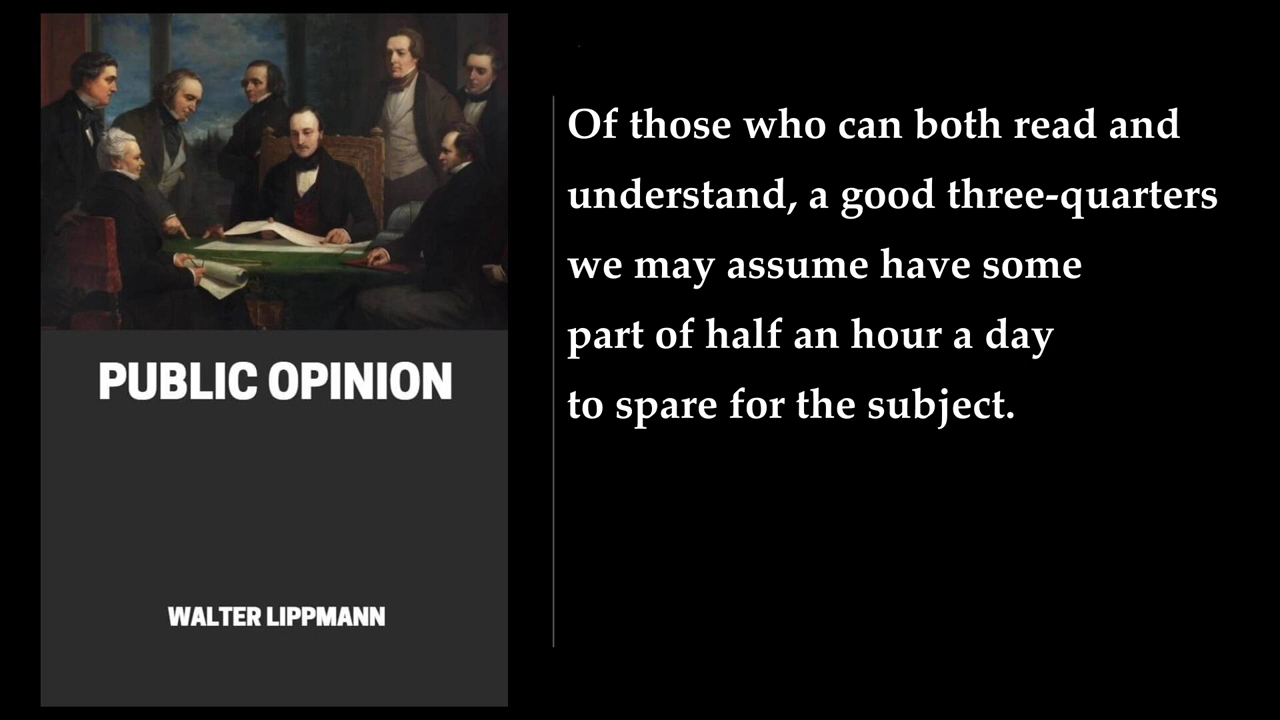 PUBLIC OPINION
WALTER LIPPMANN
Of those who can both read and
understand, a good three-quarters
we may assume have some
part of half an hour a day
to spare for the subject.